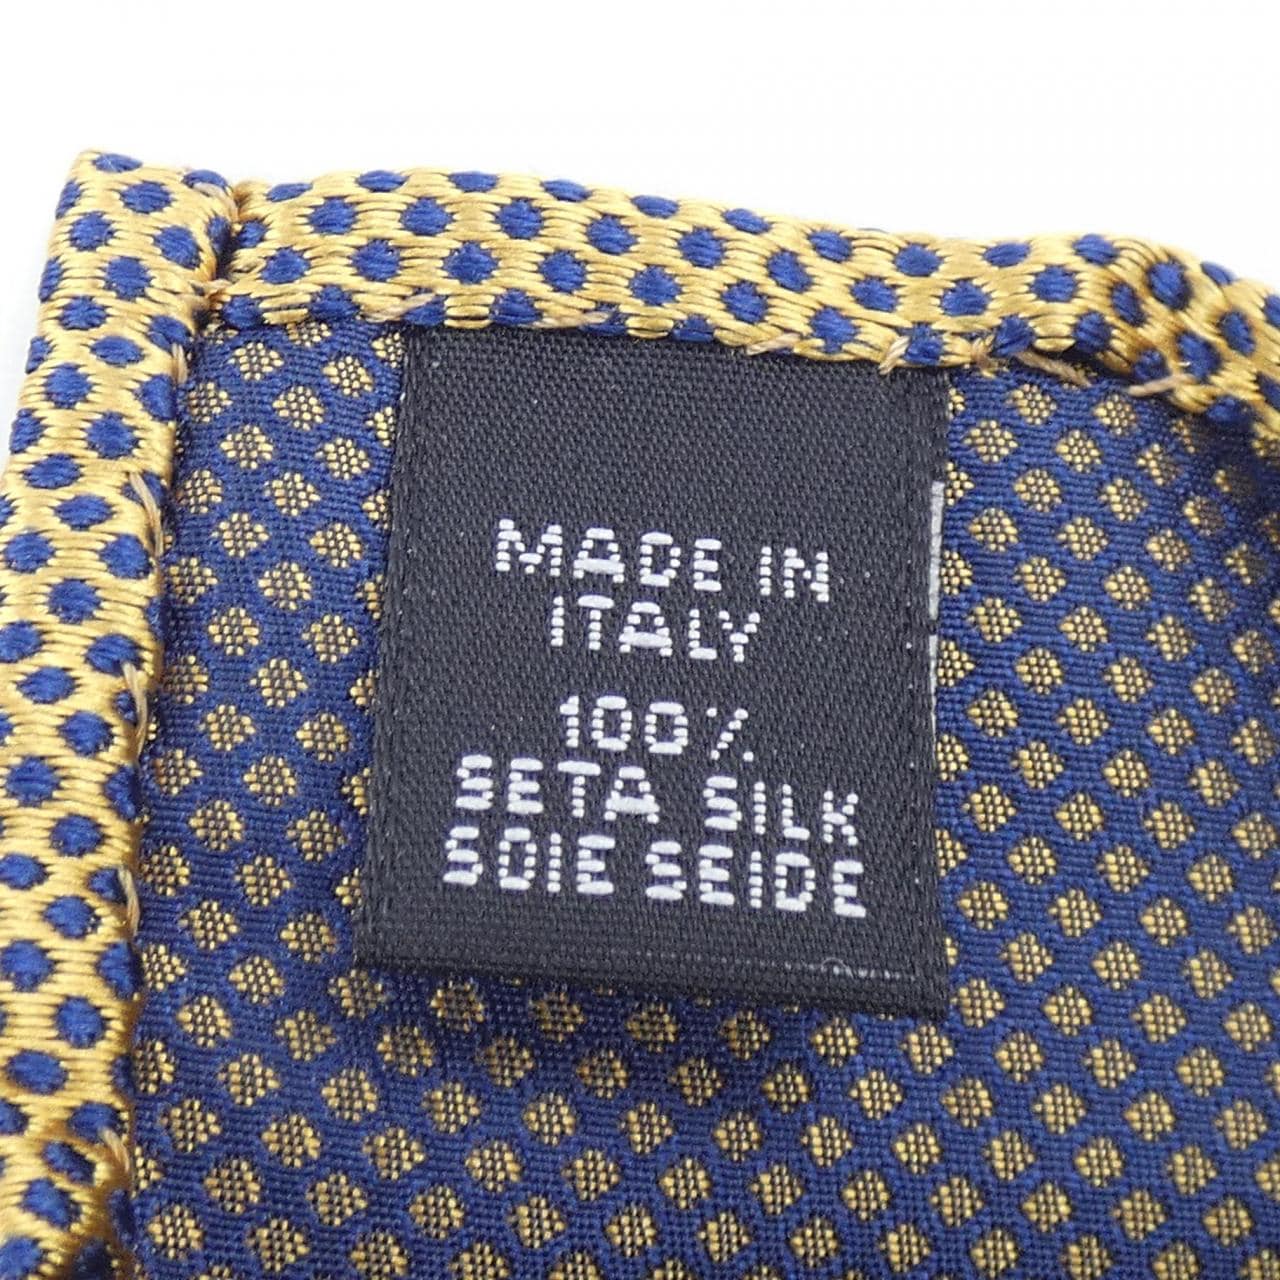 MADE IN
ITALY
100%
SETA SILK
SOIE SEIDE